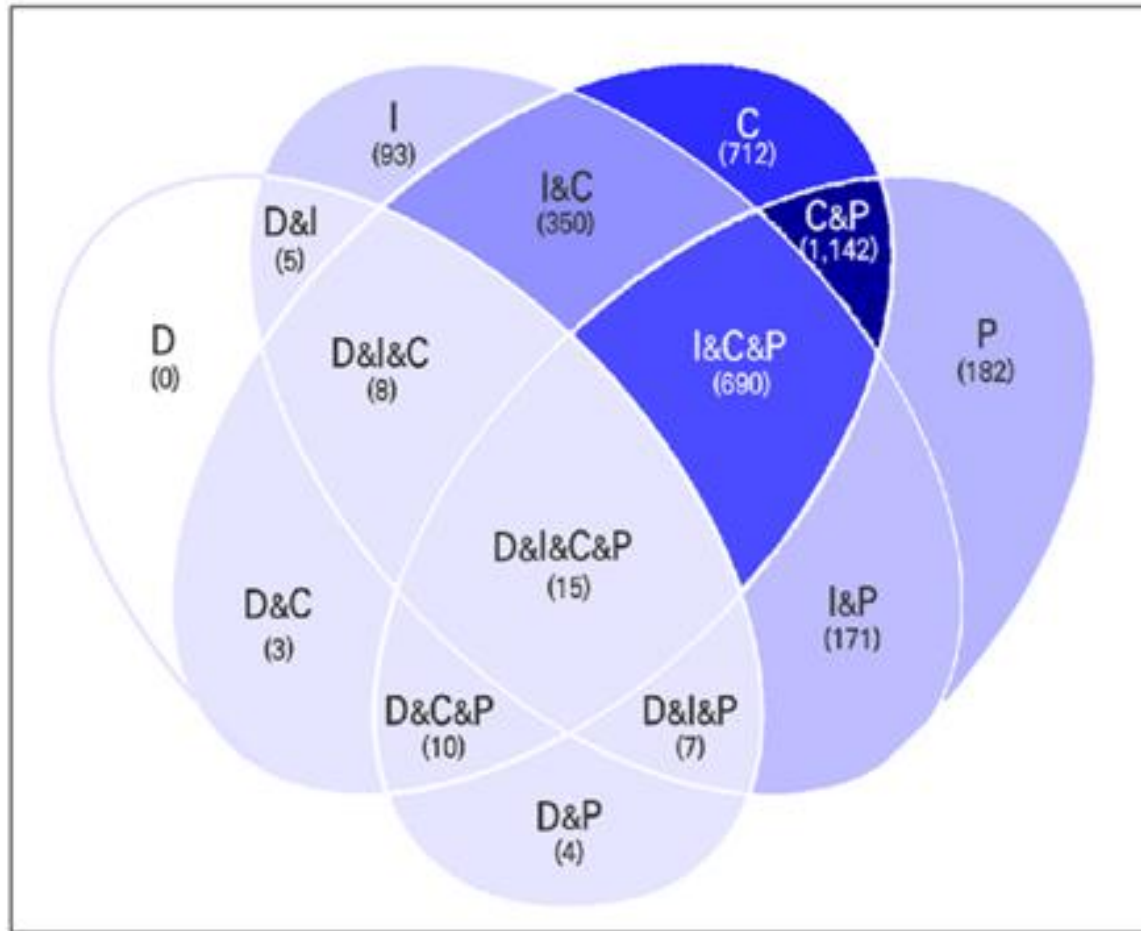 I
(93)
C
(712)
I&C
(350)
D&I
(5)
C&P
(1,142)
D
(0)
D&I&C
(8)
I&C&P
(690)
P
(182)
D&I&C&P
(15)
D&C
(3)
I&P
(171)
D&C&P
(10)
D&I&P
(7)
D&P
(4)